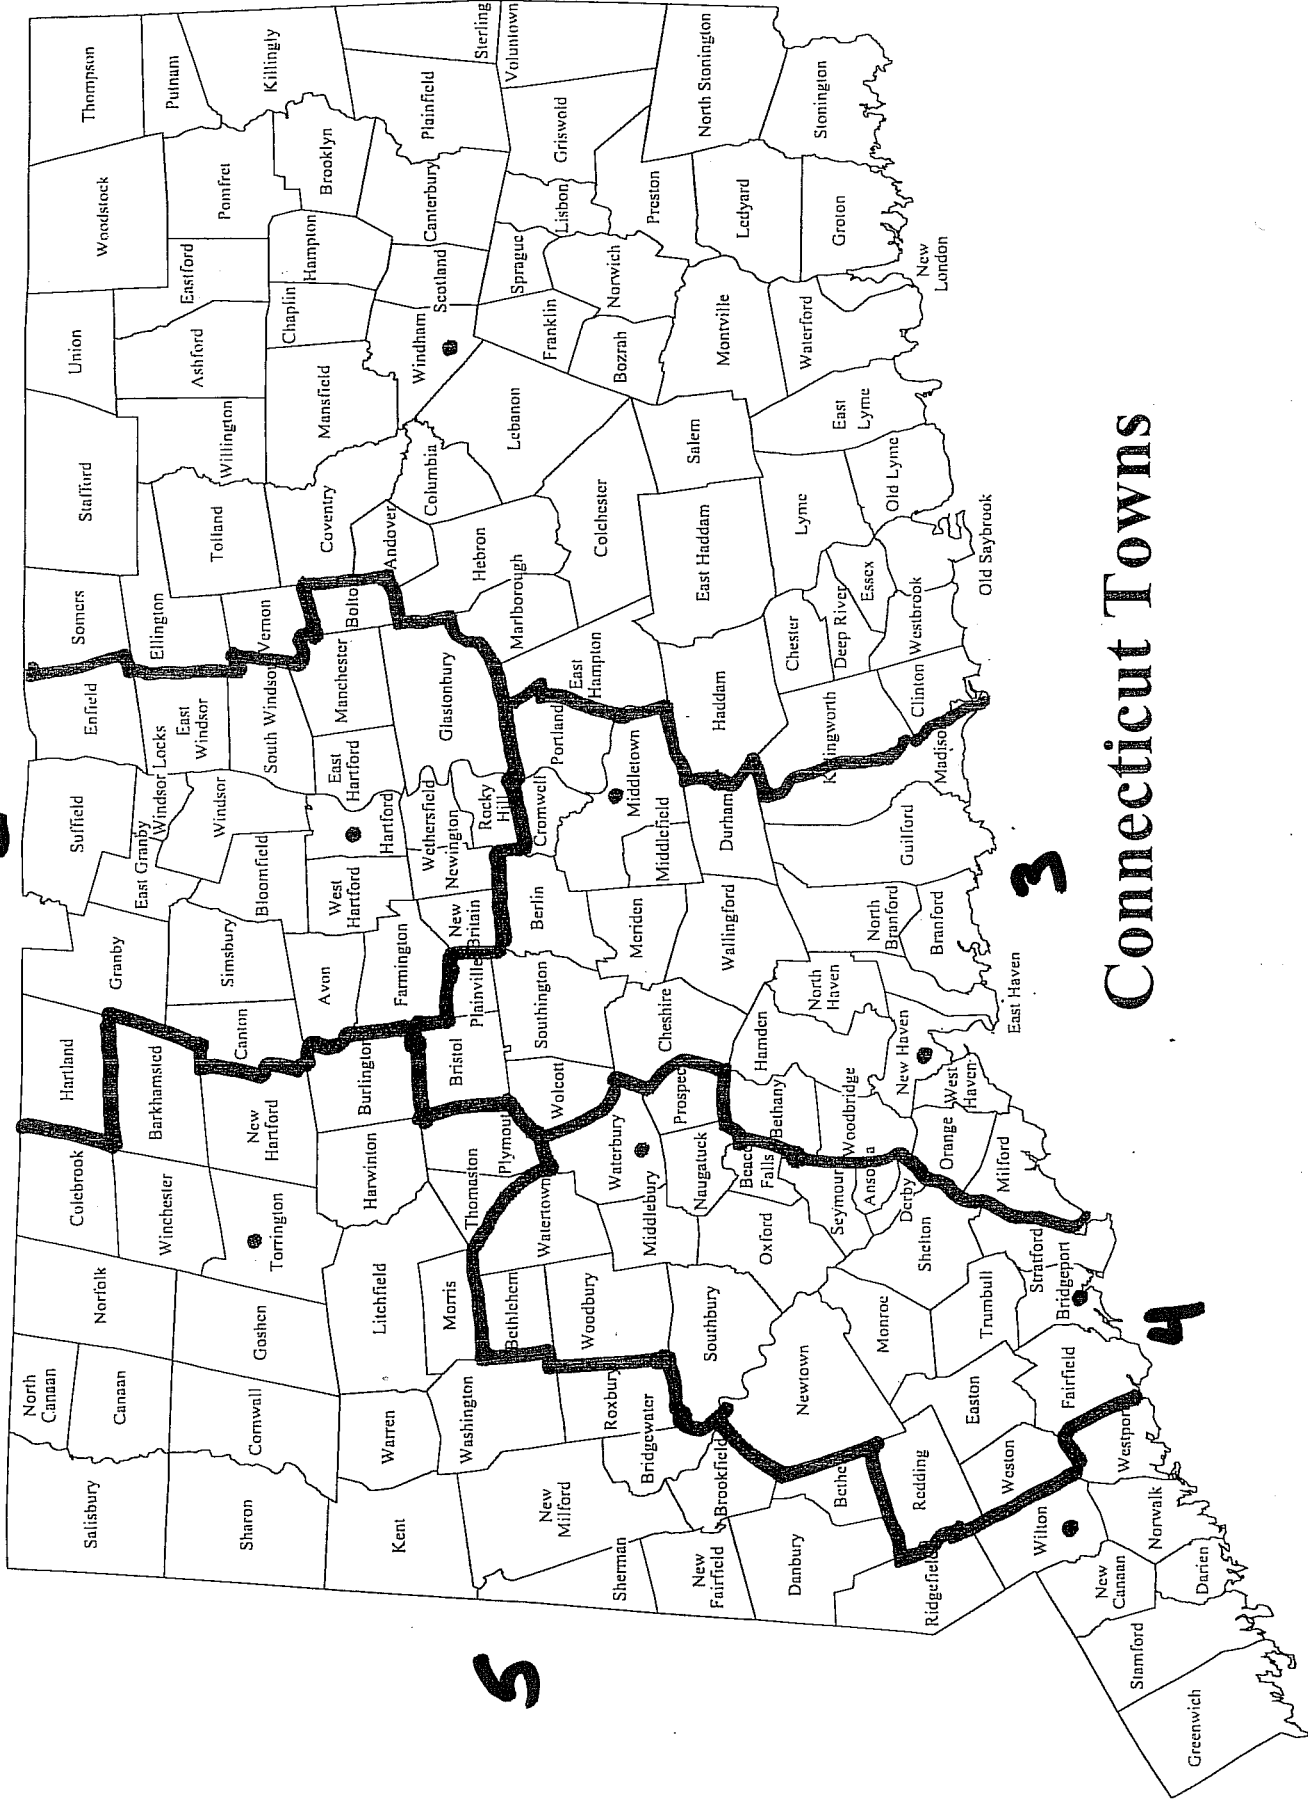 North
Canaan
Salisbury
Canaan
Norfolk
Colebrook
Hartland
Granby
Suffield
Enfield
Somers
Stafford
Union
Woodstock
Thompson
Putnam
Winchester
Barkhamsted
East Granby
Windsor Locks
East
Windsor
Ellington
Willington
Ashford
Eastford
Pomfret
Killingly
Sharon
Cornwall
Goshen
Torrington
New
Hartford
Canton
Simsbury
Bloomfield
Windsor
South Windsor
Vernon
Tolland
Mansfield
Chaplin
Hampton
Brooklyn
Kent
Warren
Litchfield
Harwinton
Burlington
Avon
Farmington
West
Hartford
Hartford
East
Hartford
Manchester
Bolton
Coventry
Andover
Columbia
Windham
Scotland
Canterbury
Plainfield
Sterling
5
New
Milford
Washington
Morris
Thomaston
Plymouth
Bristol
Plainville
New
Britain
Newington
Wethersfield
Rocky
Hill
Glastonbury
Hebron
Marlborough
Lebanon
Franklin
Sprague
Lisbon
Griswold
Voluntown
Sherman
Bridgewater
Roxbury
Woodbury
Bethlehem
Watertown
Waterbury
Wolcott
Southington
Berlin
Cromwell
Portland
East
Hampton
Colchester
Bozrah
Norwich
Preston
North Stonington
New
Fairfield
Brookfield
Southbury
Middlebury
Naugatuck
Prospect
Cheshire
Meriden
Middlefield
Middletown
Haddam
East Haddam
Salem
Montville
Ledyard
Danbury
Bethel
Newtown
Oxford
Beacon
Falls
Bethany
Hamden
Wallingford
Durham
Chester
Lyme
Waterford
Groton
Stonington
Ridgefield
Redding
Monroe
Seymour
Ansonia
Derby
Woodbridge
North
Haven
North
Branford
Guilford
Killingworth
Deep River
Essex
East
Lyme
New
London
Easton
Trumbull
Shelton
Orange
New Haven
West
Haven
Branford
Madison
Clinton
Westbrook
Old Lyme
Old Saybrook
Wilton
Weston
Fairfield
Bridgeport
Stratford
Milford
East Haven
3
New
Canaan
Norwalk
Westport
Stamford
Darien
Greenwich
4
Connecticut Towns